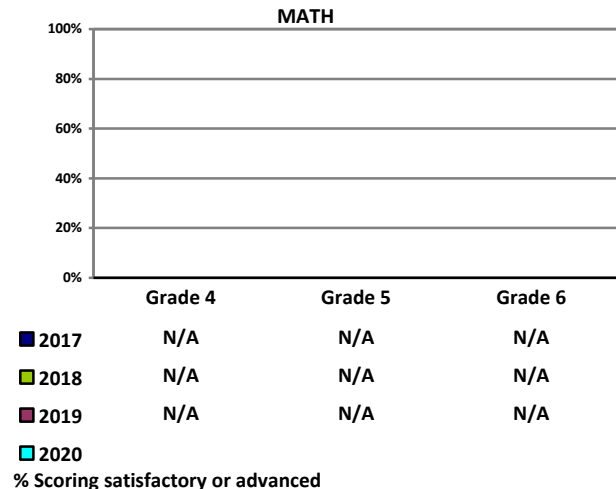 MATH
100%
80%
60%
40%
20%
0%
Grade 4 Grade 5 Grade 6
2017 N/A N/A N/A
2018 N/A N/A N/A
2019 N/A N/A N/A
2020
% Scoring satisfactory or advanced